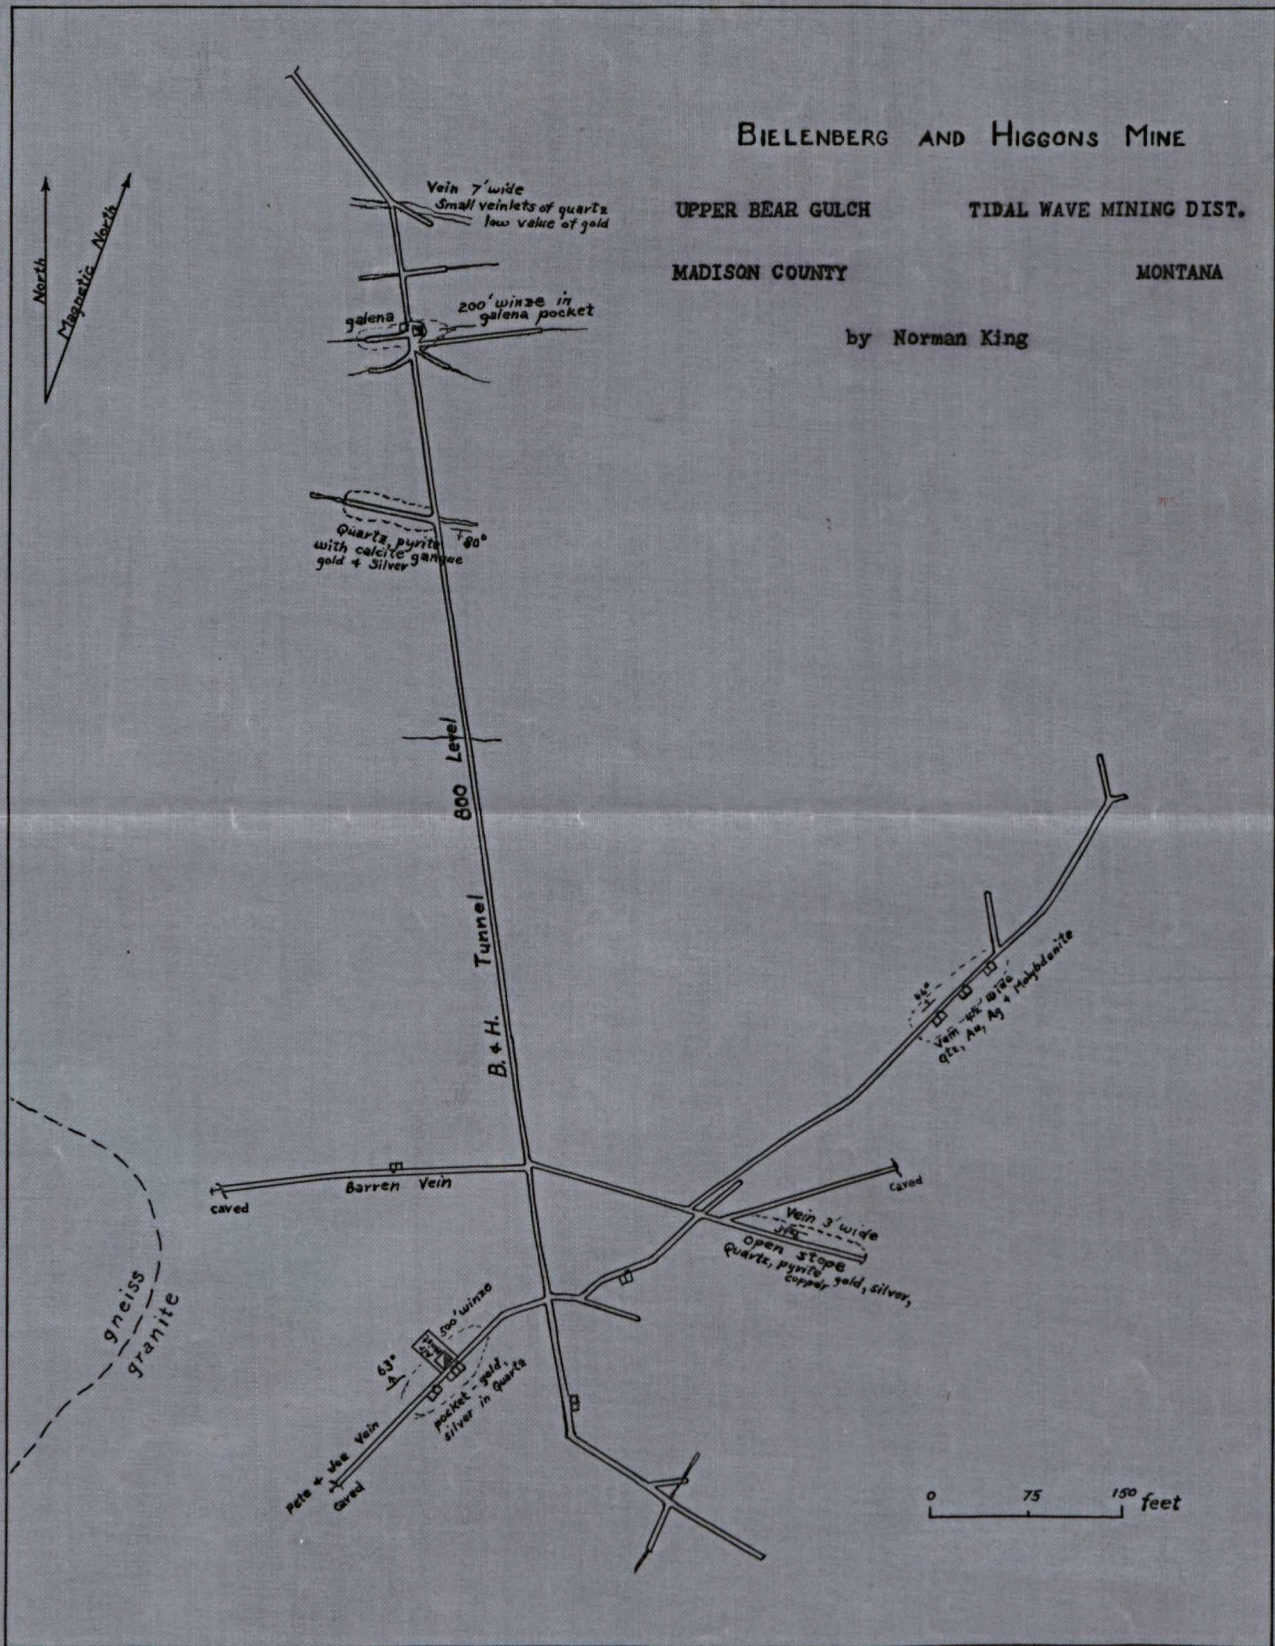 BIELENBERG AND HIGGONS MINE
UPPER BEAR GULCH TIDAL WAVE MINING DIST.
MADISON COUNTY MONTANA
by Norman King
North
Magnetic North
Vein 7' wide
Small veinlets of quartz
low value of gold
galena
200' winze in
galena pocket
Quartz, pyrite
with calcite gangue
gold & Silver
80°
B. & H. Tunnel 800 Level
66°
Vein wide
qtz, Au, Ag & Molybdenite
Barren Vein
caved
caved
Vein 3' wide
open stope
Quartz, pyrite gold, silver,
copper
gneiss
granite
500' winze
63°
pocket - gold,
silver in Quartz
Pete & Joe Vein
caved
0 75 150 feet